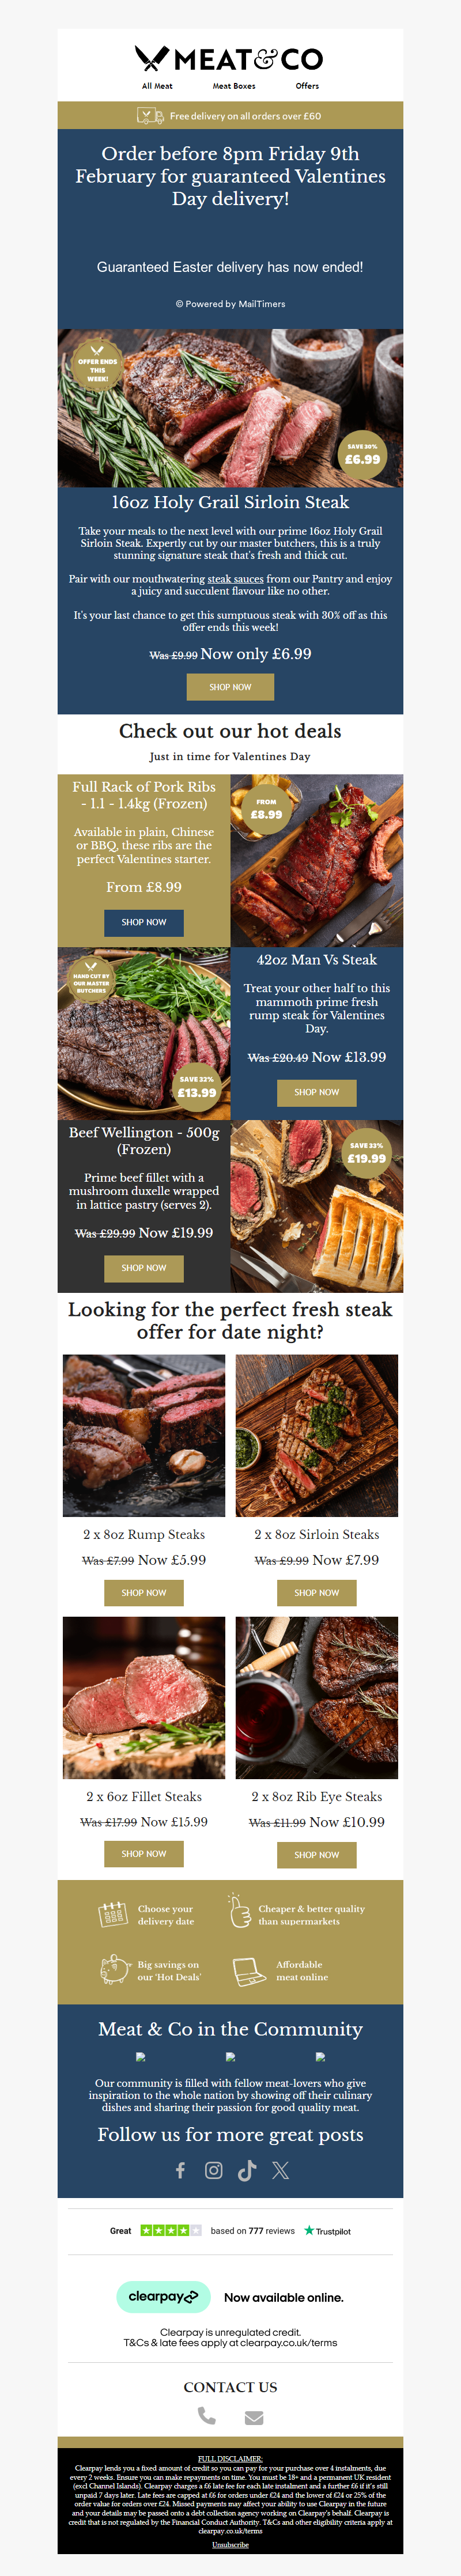 MEAT&CO
All Meat Meat Boxes Offers
Free delivery on all orders over £60
Order before 8pm Friday 9th
February for guaranteed Valentines
Day delivery!
Guaranteed Easter delivery has now ended!
© Powered by MailTimers
OFFER ENDS
THIS
WEEK!
SAVE 30%
£6.99
16oz Holy Grail Sirloin Steak
Take your meals to the next level with our prime 16oz Holy Grail
Sirloin Steak. Expertly cut by our master butchers, this is a truly
stunning signature steak that's fresh and thick cut.
Pair with our mouthwatering steak sauces from our Pantry and enjoy
a juicy and succulent flavour like no other.
It's your last chance to get this sumptuous steak with 30% off as this
offer ends this week!
Was £9.99 Now only £6.99
SHOP NOW
Check out our hot deals
Just in time for Valentines Day
Full Rack of Pork Ribs
- 1.1 - 1.4kg (Frozen)
Available in plain, Chinese
or BBQ, these ribs are the
perfect Valentines starter.
From £8.99
SHOP NOW
FROM
£8.99
HAND CUT BY
OUR MASTER
BUTCHERS
SAVE 32%
£13.99
42oz Man Vs Steak
Treat your other half to this
mammoth prime fresh
rump steak for Valentines
Day.
Was £20.49 Now £13.99
SHOP NOW
Beef Wellington - 500g
(Frozen)
Prime beef fillet with a
mushroom duxelle wrapped
in lattice pastry (serves 2).
Was £29.99 Now £19.99
SHOP NOW
SAVE 33%
£19.99
Looking for the perfect fresh steak
offer for date night?
2 x 8oz Rump Steaks
Was £7.99 Now £5.99
SHOP NOW
2 x 8oz Sirloin Steaks
Was £9.99 Now £7.99
SHOP NOW
2 x 6oz Fillet Steaks
Was £17.99 Now £15.99
SHOP NOW
2 x 8oz Rib Eye Steaks
Was £11.99 Now £10.99
SHOP NOW
Choose your
delivery date
Cheaper & better quality
than supermarkets
Big savings on
our 'Hot Deals'
Affordable
meat online
Meat & Co in the Community
Our community is filled with fellow meat-lovers who give
inspiration to the whole nation by showing off their culinary
dishes and sharing their passion for good quality meat.
Follow us for more great posts
Great based on 777 reviews Trustpilot
clearpay Now available online.
Clearpay is unregulated credit.
T&Cs & late fees apply at clearpay.co.uk/terms
CONTACT US
FULL DISCLAIMER:
Clearpay lends you a fixed amount of credit so you can pay for your purchase over 4 instalments, due
every 2 weeks. Ensure you can make repayments on time. You must be 18+ and a permanent UK resident
(excl Channel Islands). Clearpay charges a £6 late fee for each late instalment and a further £6 if it's still
unpaid 7 days later. Late fees are capped at £6 for orders under £24 and the lower of £24 or 25% of the
order value for orders over £24. Missed payments may affect your ability to use Clearpay in the future
and your details may be passed onto a debt collection agency working on Clearpay's behalf. Clearpay is
credit that is not regulated by the Financial Conduct Authority. T&Cs and other eligibility criteria apply at
clearpay.co.uk/terms
Unsubscribe